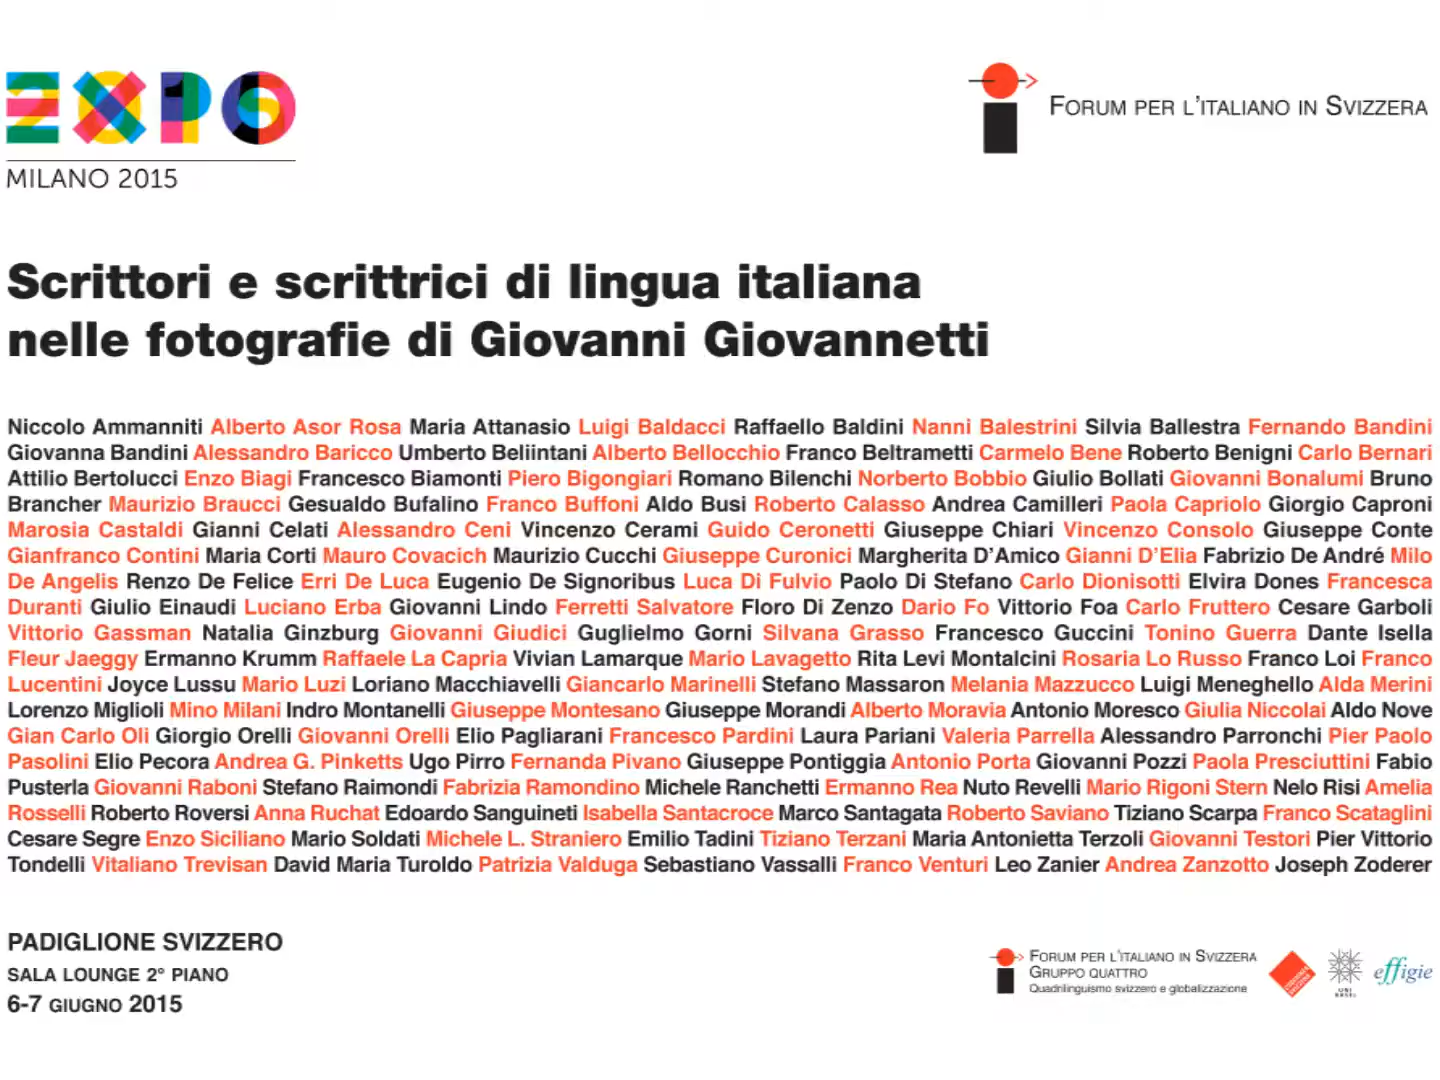 EXPO
MILANO 2015
FORUM PER L'ITALIANO IN SVIZZERA
Scrittori e scrittrici di lingua italiana
nelle fotografie di Giovanni Giovannetti
Niccolo Ammanniti Alberto Asor Rosa Maria Attanasio Luigi Baldacci Raffaello Baldini Nanni Balestrini Silvia Ballestra Fernando Bandini
Giovanna Bandini Alessandro Baricco Umberto Beliintani Alberto Bellocchio Franco Beltrametti Carmelo Bene Roberto Benigni Carlo Bernari
Attilio Bertolucci Enzo Biagi Francesco Biamonti Piero Bigongiari Romano Bilenchi Norberto Bobbio Giulio Bollati Giovanni Bonalumi Bruno
Brancher Maurizio Braucci Gesualdo Bufalino Franco Buffoni Aldo Busi Roberto Calasso Andrea Camilleri Paola Capriolo Giorgio Caproni
Marosia Castaldi Gianni Celati Alessandro Ceni Vincenzo Cerami Guido Ceronetti Giuseppe Chiari Vincenzo Consolo Giuseppe Conte
Gianfranco Contini Maria Corti Mauro Covacich Maurizio Cucchi Giuseppe Curonici Margherita D'Amico Gianni D'Elia Fabrizio De André Milo
De Angelis Renzo De Felice Erri De Luca Eugenio De Signoribus Luca Di Fulvio Paolo Di Stefano Carlo Dionisotti Elvira Dones Francesca
Duranti Giulio Einaudi Luciano Erba Giovanni Lindo Ferretti Salvatore Floro Di Zenzo Dario Fo Vittorio Foa Carlo Fruttero Cesare Garboli
Vittorio Gassman Natalia Ginzburg Giovanni Giudici Guglielmo Gorni Silvana Grasso Francesco Guccini Tonino Guerra Dante Isella
Fleur Jaeggy Ermanno Krumm Raffaele La Capria Vivian Lamarque Mario Lavagetto Rita Levi Montalcini Rosaria Lo Russo Franco Loi Franco
Lucentini Joyce Lussu Mario Luzi Loriano Macchiavelli Giancarlo Marinelli Stefano Massaron Melania Mazzucco Luigi Meneghello Alda Merini
Lorenzo Miglioli Mino Milani Indro Montanelli Giuseppe Montesano Giuseppe Morandi Alberto Moravia Antonio Moresco Giulia Niccolai Aldo Nove
Gian Carlo Oli Giorgio Orelli Giovanni Orelli Elio Pagliarani Francesco Pardini Laura Pariani Valeria Parrella Alessandro Parronchi Pier Paolo
Pasolini Elio Pecora Andrea G. Pinketts Ugo Pirro Fernanda Pivano Giuseppe Pontiggia Antonio Porta Giovanni Pozzi Paola Presciuttini Fabio
Pusterla Giovanni Raboni Stefano Raimondi Fabrizia Ramondino Michele Ranchetti Ermanno Rea Nuto Revelli Mario Rigoni Stern Nelo Risi Amelia
Rosselli Roberto Roversi Anna Ruchat Edoardo Sanguineti Isabella Santacroce Marco Santagata Roberto Saviano Tiziano Scarpa Franco Scataglini
Cesare Segre Enzo Siciliano Mario Soldati Michele L. Straniero Emilio Tadini Tiziano Terzani Maria Antonietta Terzoli Giovanni Testori Pier Vittorio
Tondelli Vitaliano Trevisan David Maria Turoldo Patrizia Valduga Sebastiano Vassalli Franco Venturi Leo Zanier Andrea Zanzotto Joseph Zoderer
PADIGLIONE SVIZZERO
SALA LOUNGE 2° PIANO
6-7 GIUGNO 2015
FORUM PER L'ITALIANO IN SVIZZERA
GRUPPO QUATTRO
Quadrilinguismo svizzero e globalizzazione
UNI
BASEL
effigie